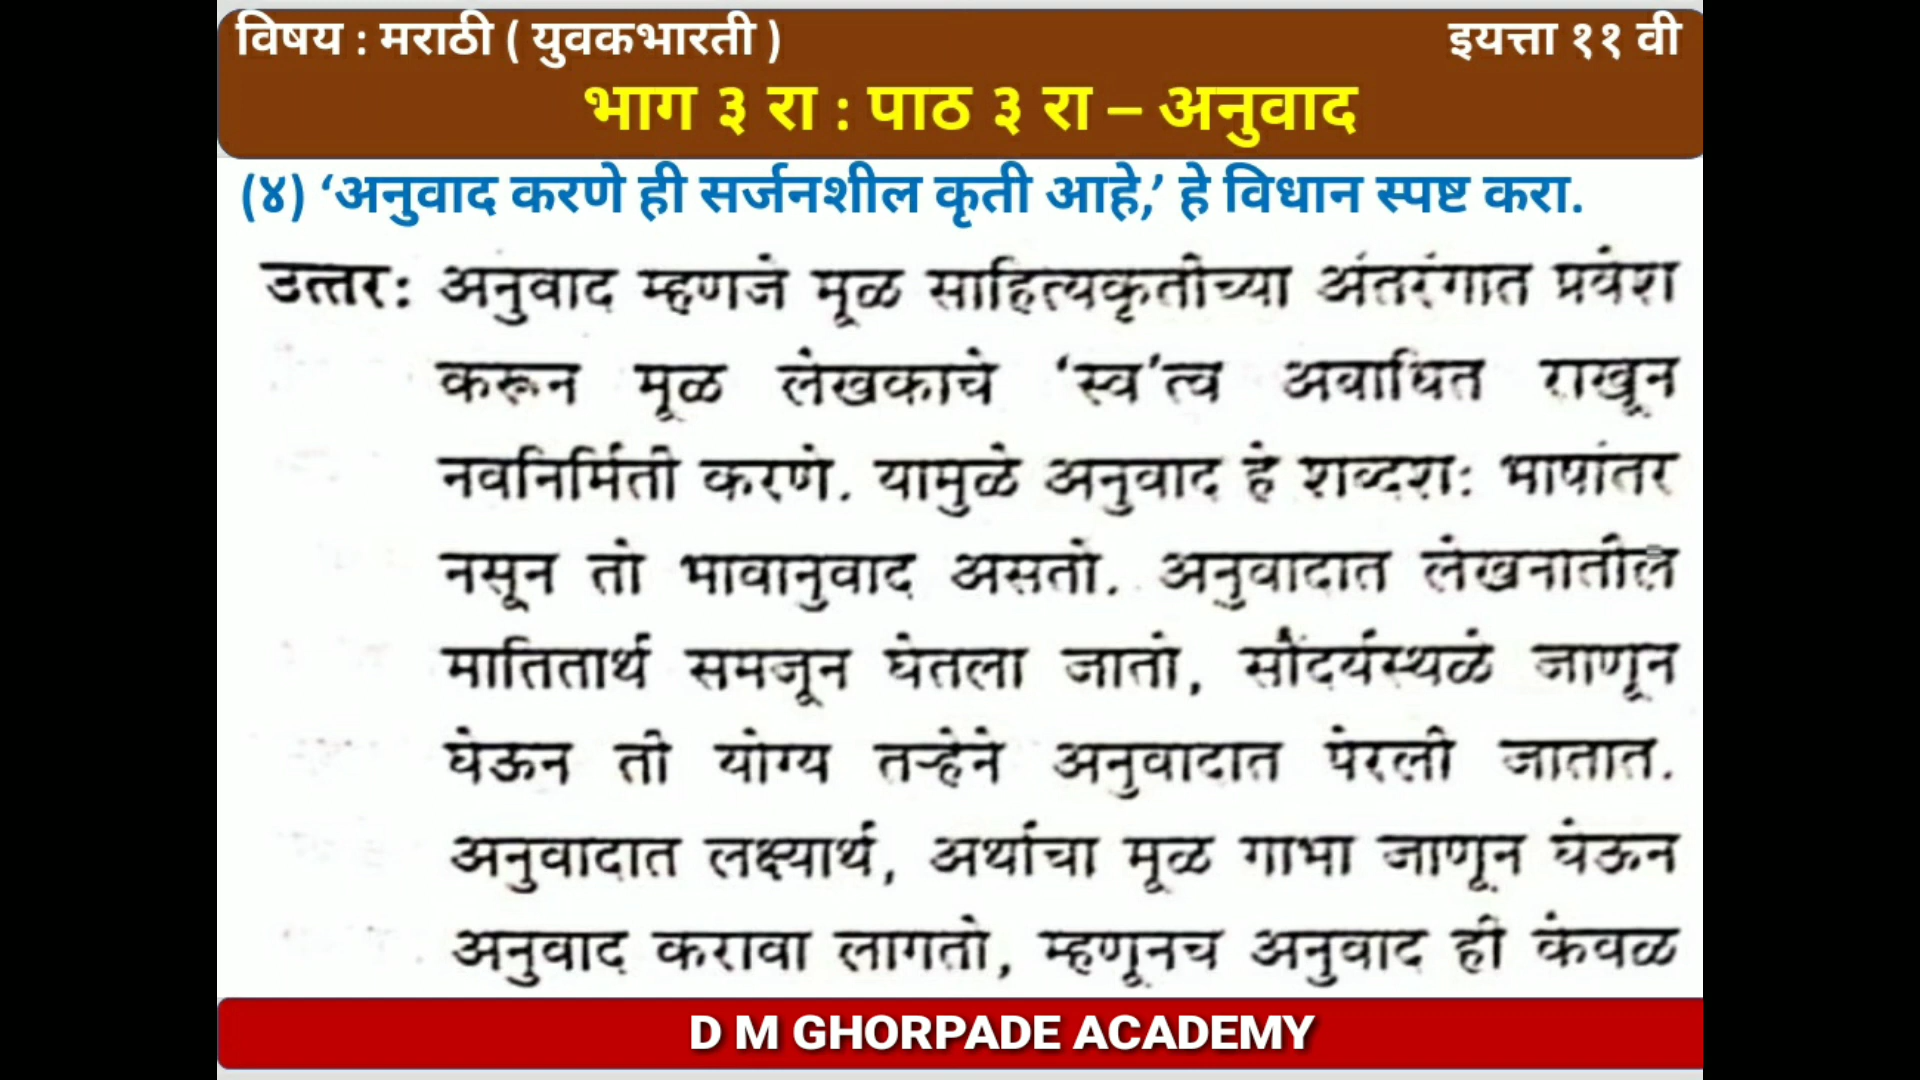 विषय : मराठी ( युवकभारती ) इयत्ता ११ वी
भाग ३ रा : पाठ ३ रा – अनुवाद
(४) ‘अनुवाद करणे ही सर्जनशील कृती आहे,’ हे विधान स्पष्ट करा.
उत्तर: अनुवाद म्हणजे मूळ साहित्यकृतीच्या अंतरंगात प्रवेश
करून मूळ लेखकाचे ‘स्व’त्व अबाधित राखून
नवनिर्मिती करणे. यामुळे अनुवाद हे शब्दशः भाषांतर
नसून तो भावानुवाद असतो. अनुवादात लेखनातील
मातितार्थ समजून घेतला जातो, सौंदर्यस्थळे जाणून
घेऊन ती योग्य तऱ्हेने अनुवादात पेरली जातात.
अनुवादात लक्ष्यार्थ, अर्थाचा मूळ गाभा जाणून घेऊन
अनुवाद करावा लागतो, म्हणूनच अनुवाद ही केवळ
D M GHORPADE ACADEMY